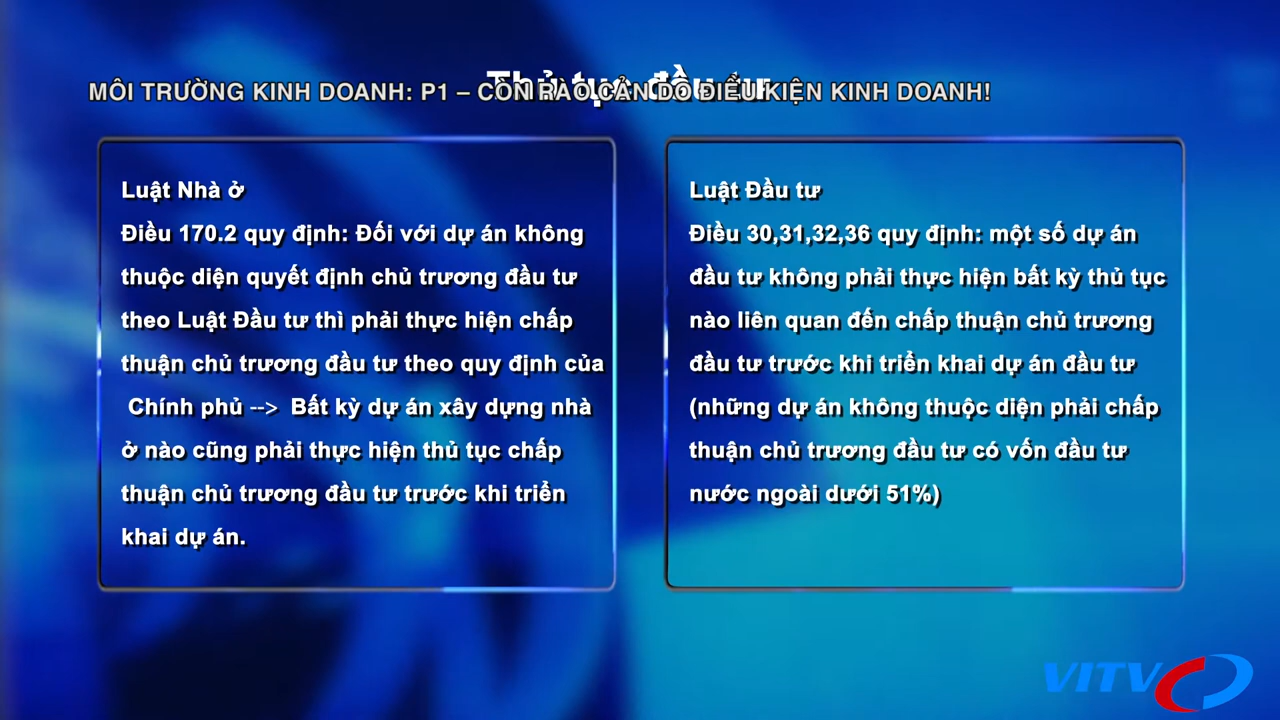 Thủ tục đầu tư
MÔI TRƯỜNG KINH DOANH: P1 – CÒN RÀO CẢN DO ĐIỀU KIỆN KINH DOANH!
Luật Nhà ở
Điều 170.2 quy định: Đối với dự án không
thuộc diện quyết định chủ trương đầu tư
theo Luật Đầu tư thì phải thực hiện chấp
thuận chủ trương đầu tư theo quy định của
Chính phủ --> Bất kỳ dự án xây dựng nhà
ở nào cũng phải thực hiện thủ tục chấp
thuận chủ trương đầu tư trước khi triển
khai dự án.
Luật Đầu tư
Điều 30,31,32,36 quy định: một số dự án
đầu tư không phải thực hiện bất kỳ thủ tục
nào liên quan đến chấp thuận chủ trương
đầu tư trước khi triển khai dự án đầu tư
(những dự án không thuộc diện phải chấp
thuận chủ trương đầu tư có vốn đầu tư
nước ngoài dưới 51%)
VITV